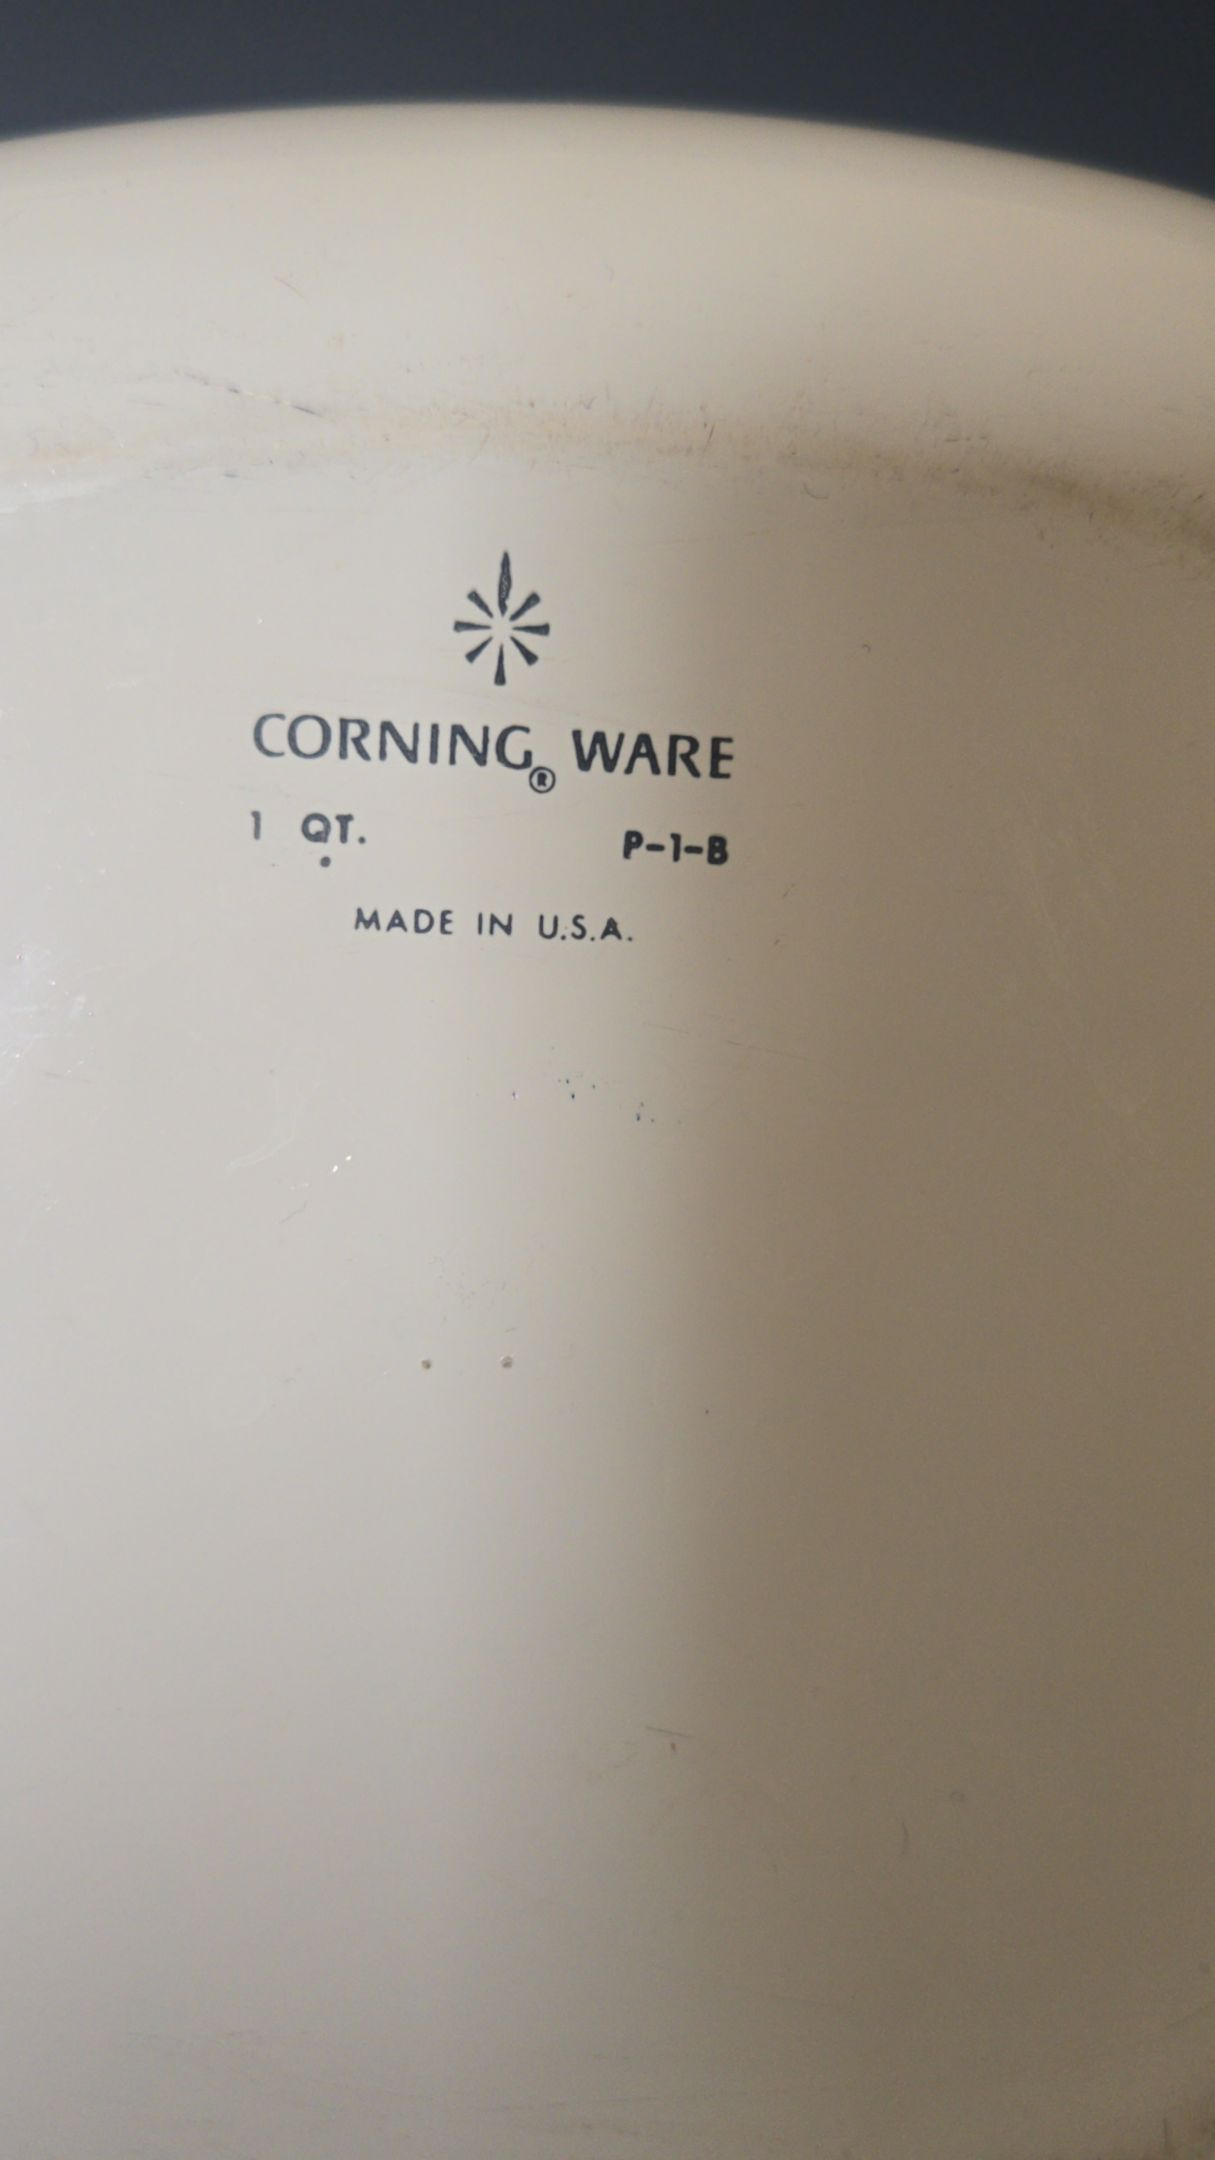 CORNING® WARE
1 QT. P-1-B
MADE IN U.S.A.